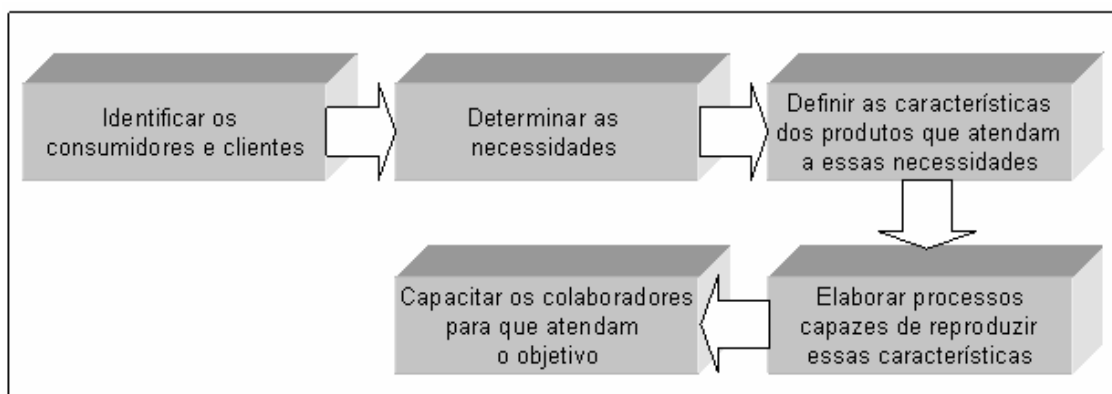 Identificar os
consumidores e clientes
Determinar as
necessidades
Definir as características
dos produtos que atendam
a essas necessidades
Elaborar processos
capazes de reproduzir
essas características
Capacitar os colaboradores
para que atendam
o objetivo